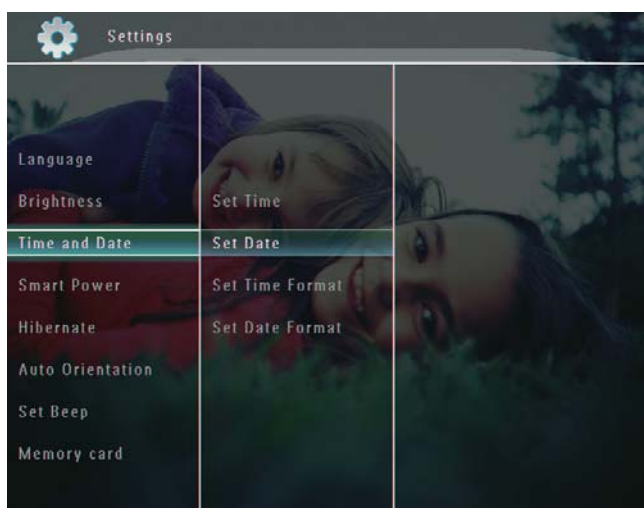 Settings
Language
Brightness
Time and Date
Smart Power
Hibernate
Auto Orientation
Set Beep
Memory card
Set Time
Set Date
Set Time Format
Set Date Format